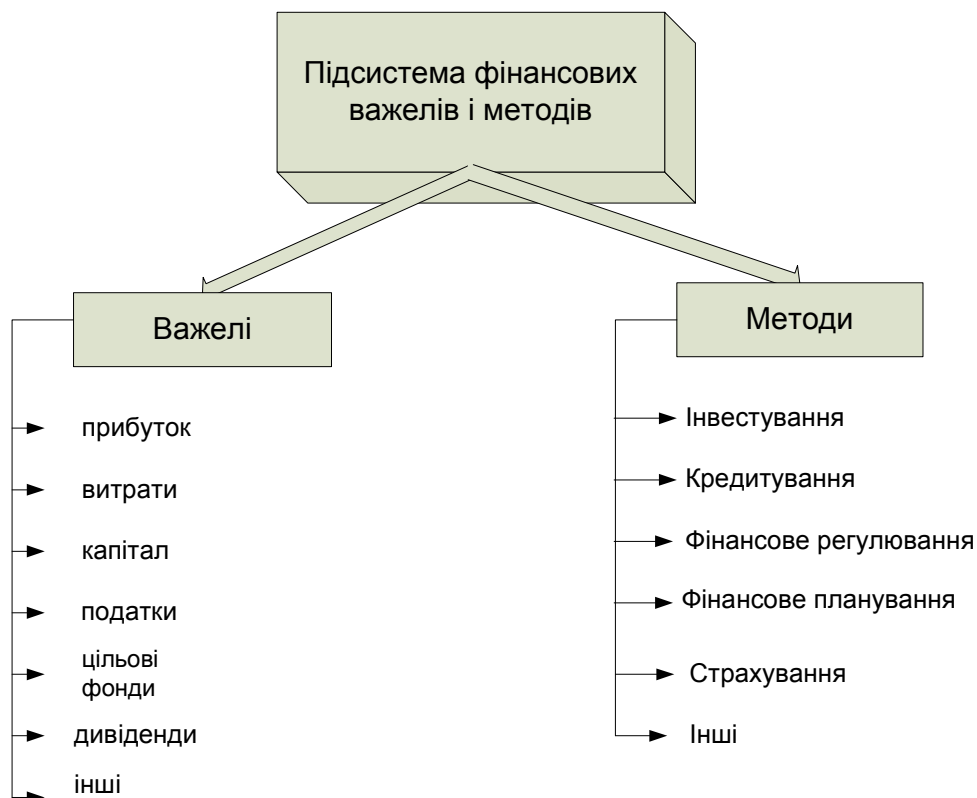 Підсистема фінансових
важелів і методів
Важелі
прибуток
витрати
капітал
податки
цільові
фонди
дивіденди
інші
Методи
Інвестування
Кредитування
Фінансове регулювання
Фінансове планування
Страхування
Інші